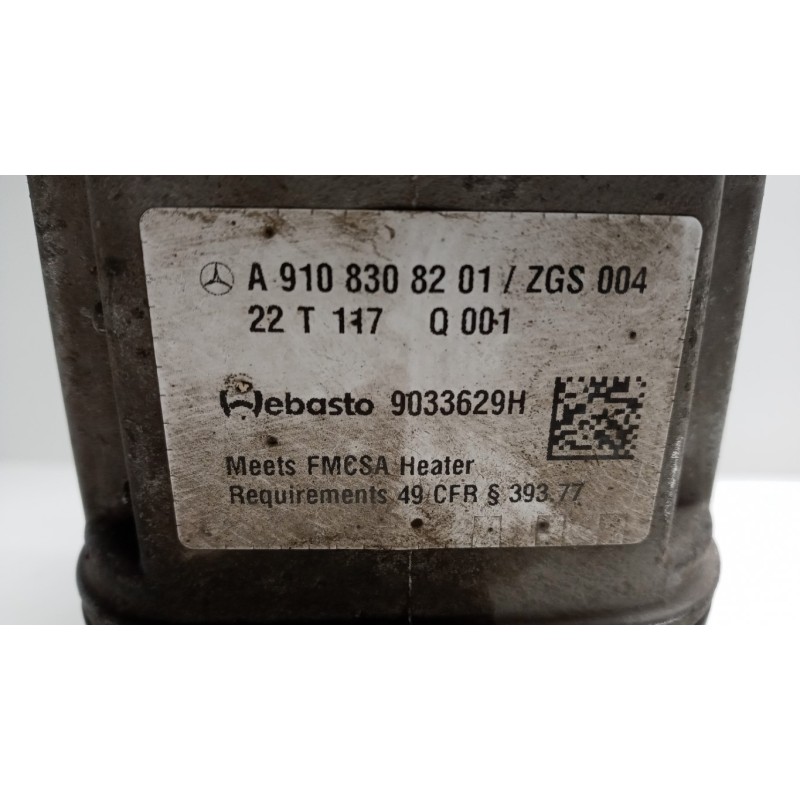 A 910 830 82 01 / ZGS 004
22 T 117 Q 001
Webasto 9033629H
Meets FMCSA Heater
Requirements 49 CFR § 393.77